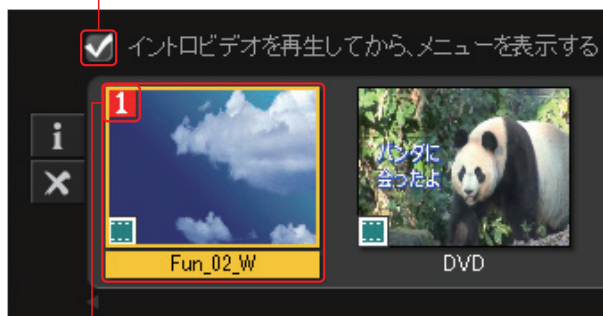 イントロビデオを再生してから、メニューを表示する
1
i
パンダに
会ったよ
Fun_02_W
DVD